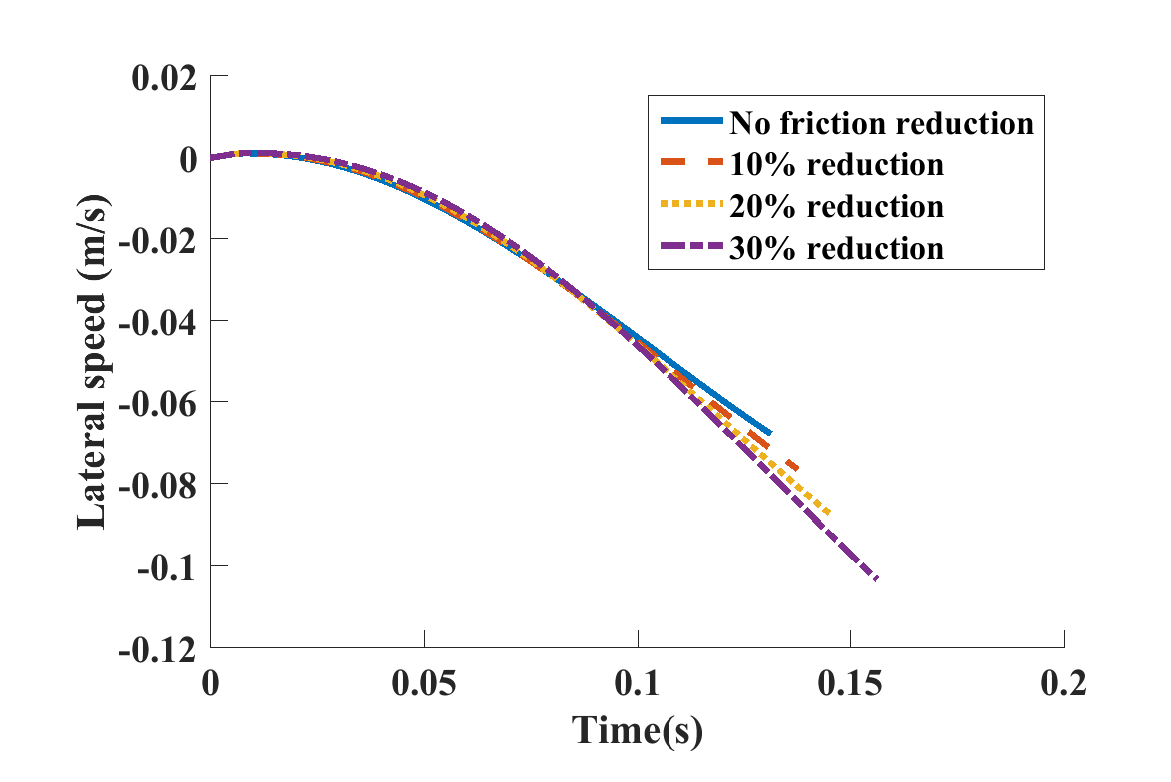 0.02
0
-0.02
-0.04
-0.06
-0.08
-0.1
-0.12
Lateral speed (m/s)
No friction reduction
10% reduction
20% reduction
30% reduction
0
0.05
0.1
0.15
0.2
Time(s)